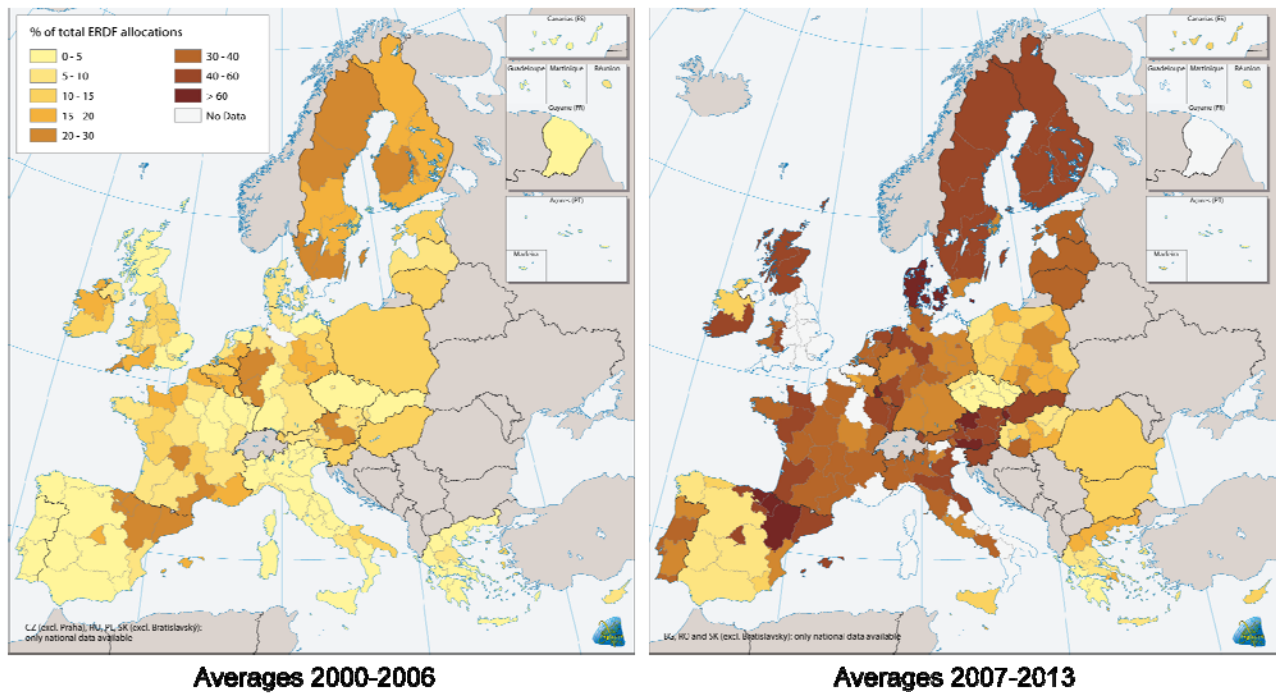 % of total ERDF allocations
0 - 5
5 - 10
10 - 15
15 - 20
20 - 30
30 - 40
40 - 60
> 60
No Data
Canarias (ES)
Guadeloupe
Martinique
Réunion
Guyane (FR)
Açores (PT)
Madeira
CZ (excl. Praha), HU, PL, SK (excl. Bratislavský):
only national data available
Canarias (ES)
Guadeloupe
Martinique
Réunion
Guyane (FR)
Açores (PT)
Madeira
BG, RO and SK (excl. Bratislavsky): only national data available
Averages 2000-2006
Averages 2007-2013